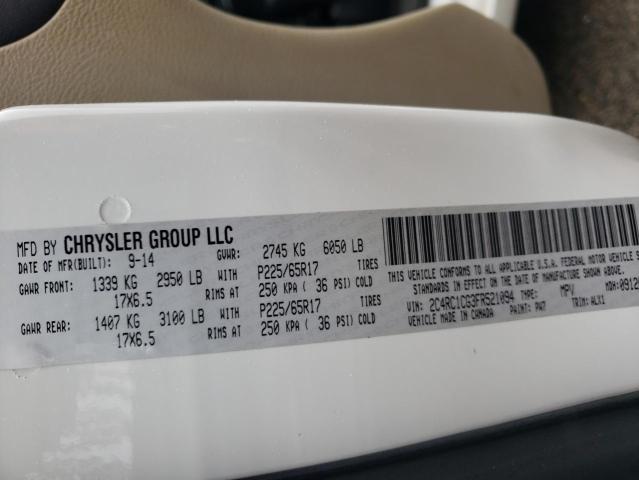 MFD BY CHRYSLER GROUP LLC
DATE OF MFR(BUILT): 9-14 GVWR: 2745 KG 6050 LB
GAWR FRONT: 1339 KG 2950 LB WITH P225/65R17 TIRES
17X6.5 RIMS AT 250 KPA ( 36 PSI) COLD
GAWR REAR: 1407 KG 3100 LB WITH P225/65R17 TIRES
17X6.5 RIMS AT 250 KPA ( 36 PSI) COLD
THIS VEHICLE CONFORMS TO ALL APPLICABLE U.S.A. FEDERAL MOTOR VEHICLE
STANDARDS IN EFFECT ON THE DATE OF MANUFACTURE SHOWN ABOVE.
VIN: 2C4RC1CG3FR521094 TYPE: MPV MDH: 0912
VEHICLE MADE IN CANADA PAINT: PW7 TRIM: ALX1